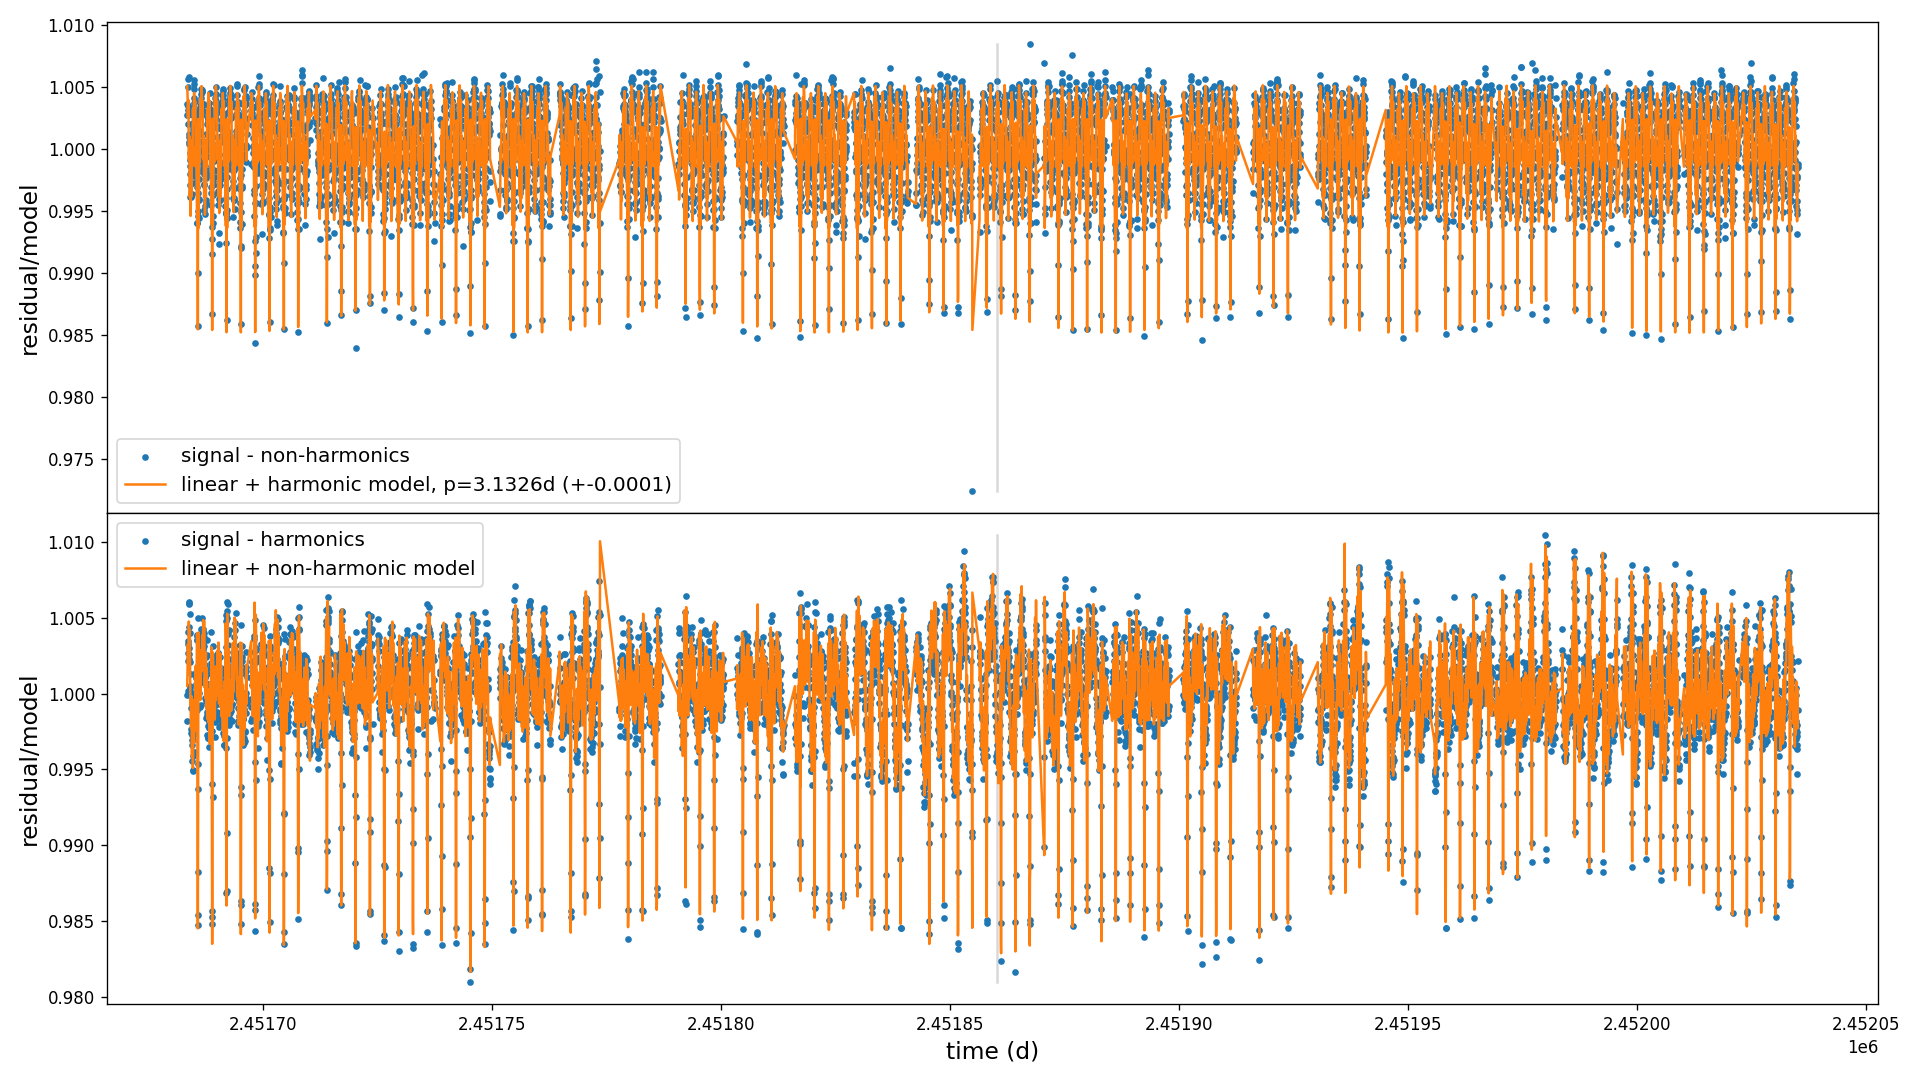 1.010
1.005
1.000
0.995
0.990
0.985
0.980
0.975
residual/model
signal - non-harmonics
linear + harmonic model, p=3.1326d (+-0.0001)
signal - harmonics
linear + non-harmonic model
1.010
1.005
1.000
0.995
0.990
0.985
0.980
residual/model
2.45170 2.45175 2.45180 2.45185 2.45190 2.45195 2.45200 2.45205
time (d)
1e6